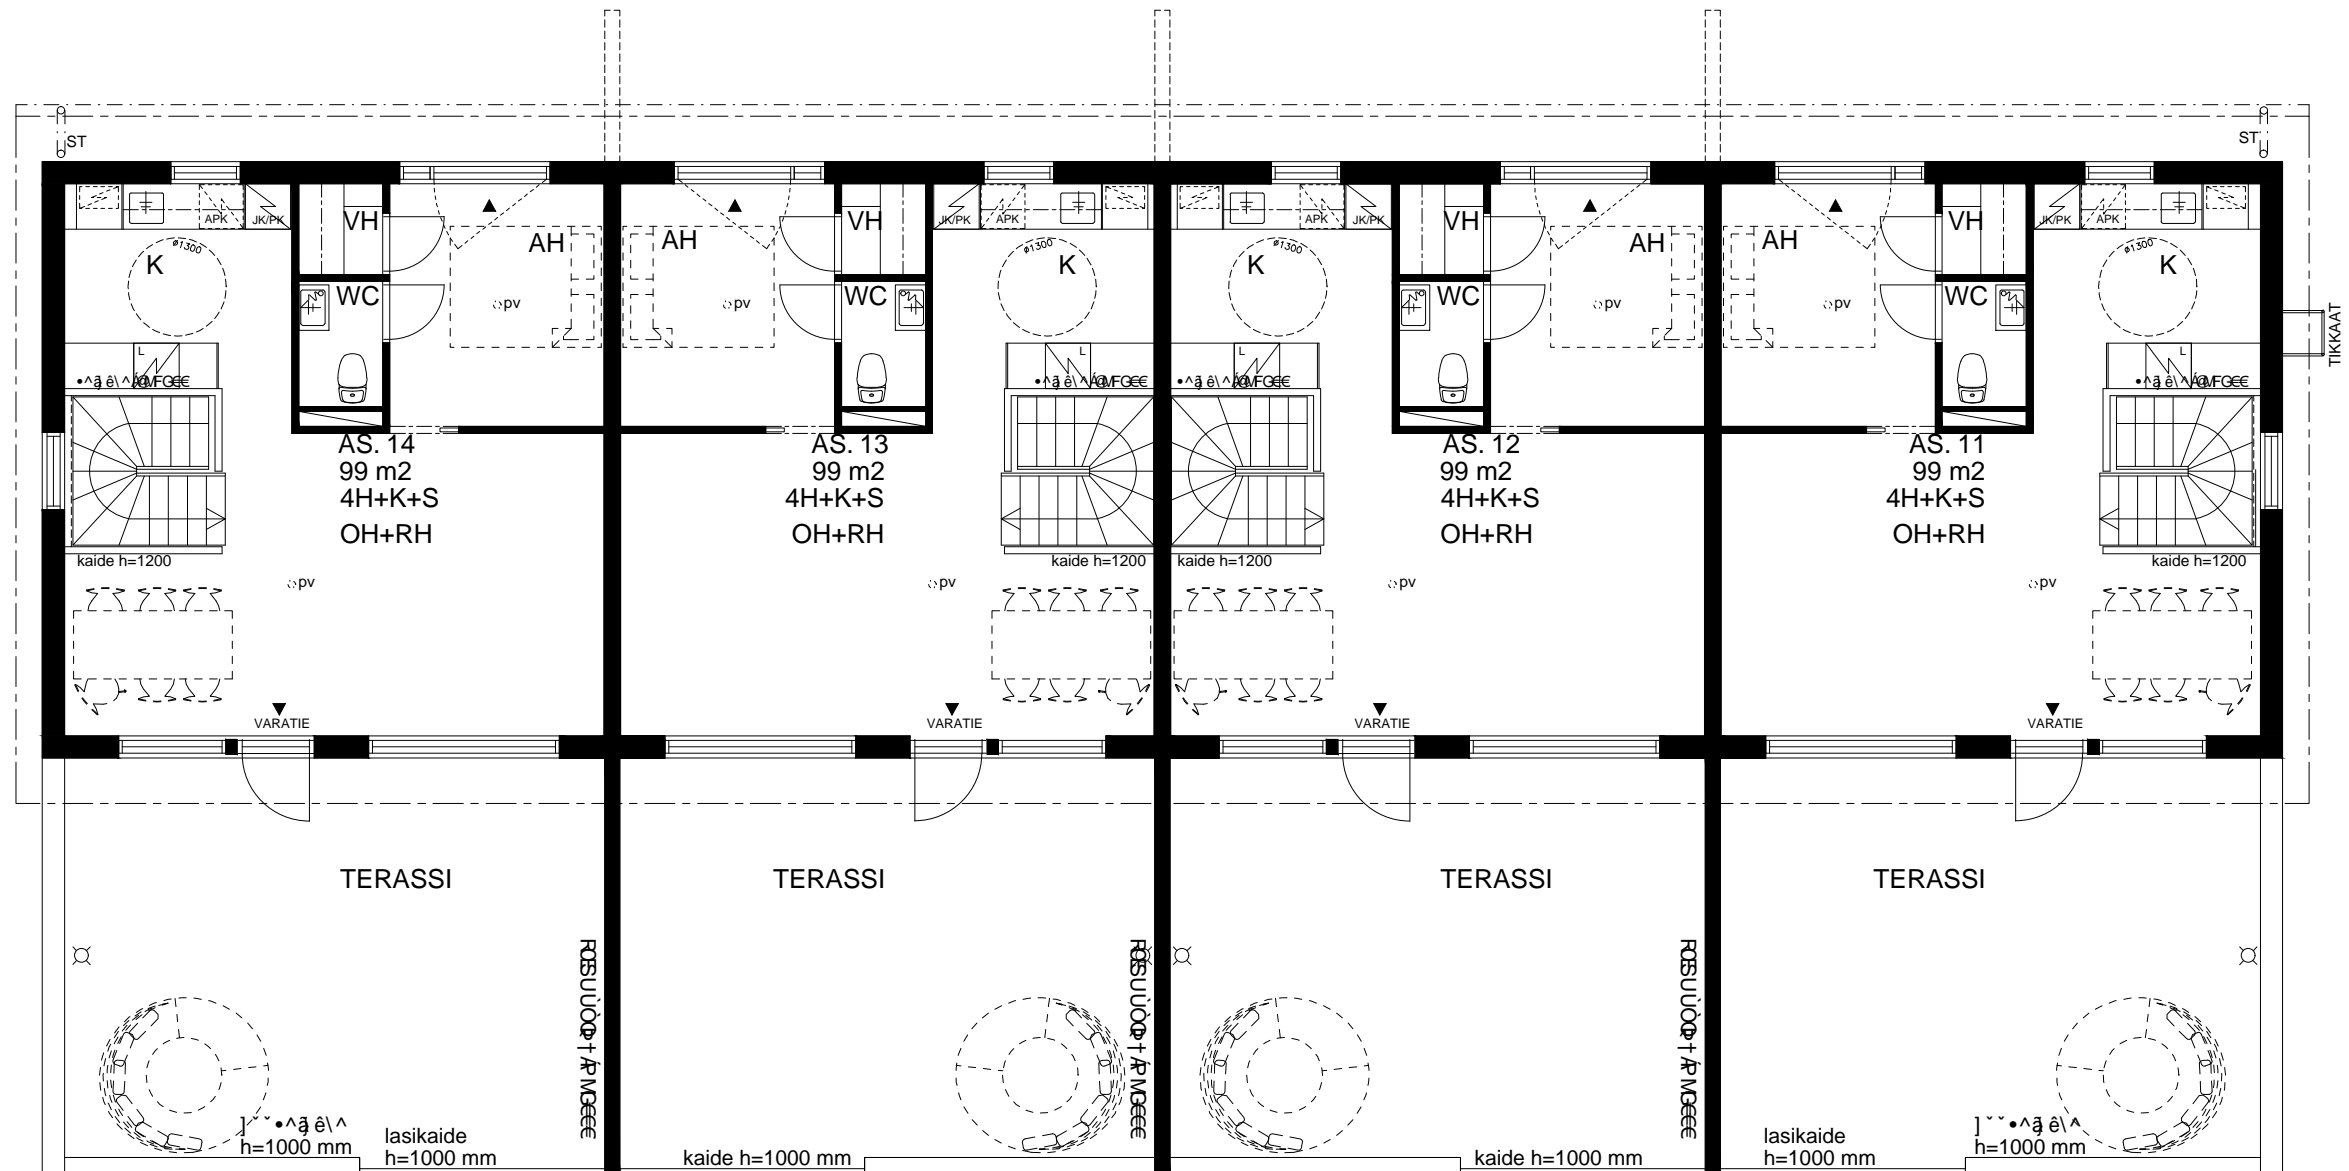 ST
ST
APK
JK/PK
VH
AH
AH
VH
JK/PK
APK
APK
JK/PK
VH
AH
AH
VH
JK/PK
APK
ø1300
K
ø1300
K
ø1300
K
ø1300
K
WC
pv
pv
WC
WC
pv
pv
WC
TIKKAAT
L
L
L
L
AS. 14
99 m2
4H+K+S
OH+RH
AS. 13
99 m2
4H+K+S
OH+RH
AS. 12
99 m2
4H+K+S
OH+RH
AS. 11
99 m2
4H+K+S
OH+RH
kaide h=1200
kaide h=1200
kaide h=1200
kaide h=1200
pv
pv
pv
pv
VARATIE
VARATIE
VARATIE
VARATIE
TERASSI
TERASSI
TERASSI
TERASSI
h=1000 mm
lasikaide
h=1000 mm
kaide h=1000 mm
kaide h=1000 mm
lasikaide
h=1000 mm
h=1000 mm